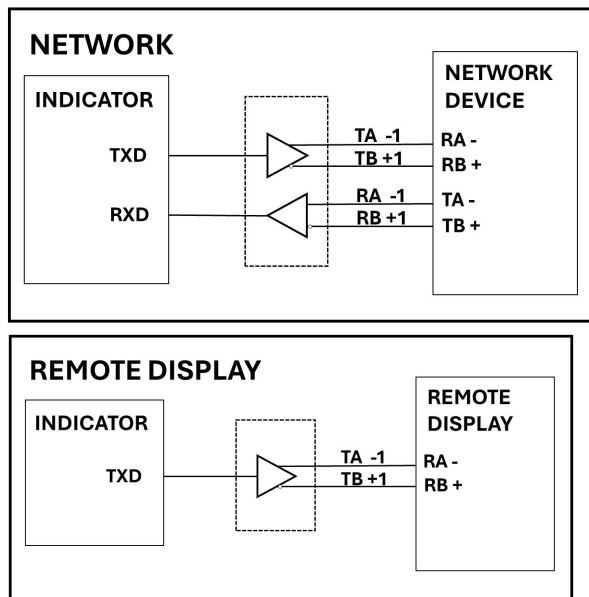 NETWORK
INDICATOR
TXD
RXD
TA -1
TB +1
RA -1
RB +1
NETWORK
DEVICE
RA -
RB +
TA -
TB +
REMOTE DISPLAY
INDICATOR
TXD
TA -1
TB +1
REMOTE
DISPLAY
RA -
RB +